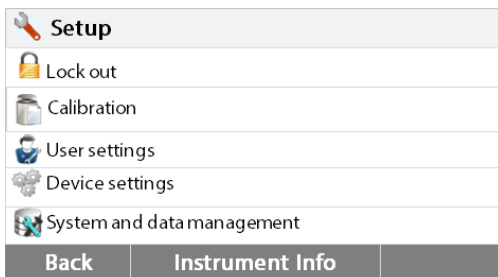 Setup
Lock out
Calibration
User settings
Device settings
System and data management
Back Instrument Info